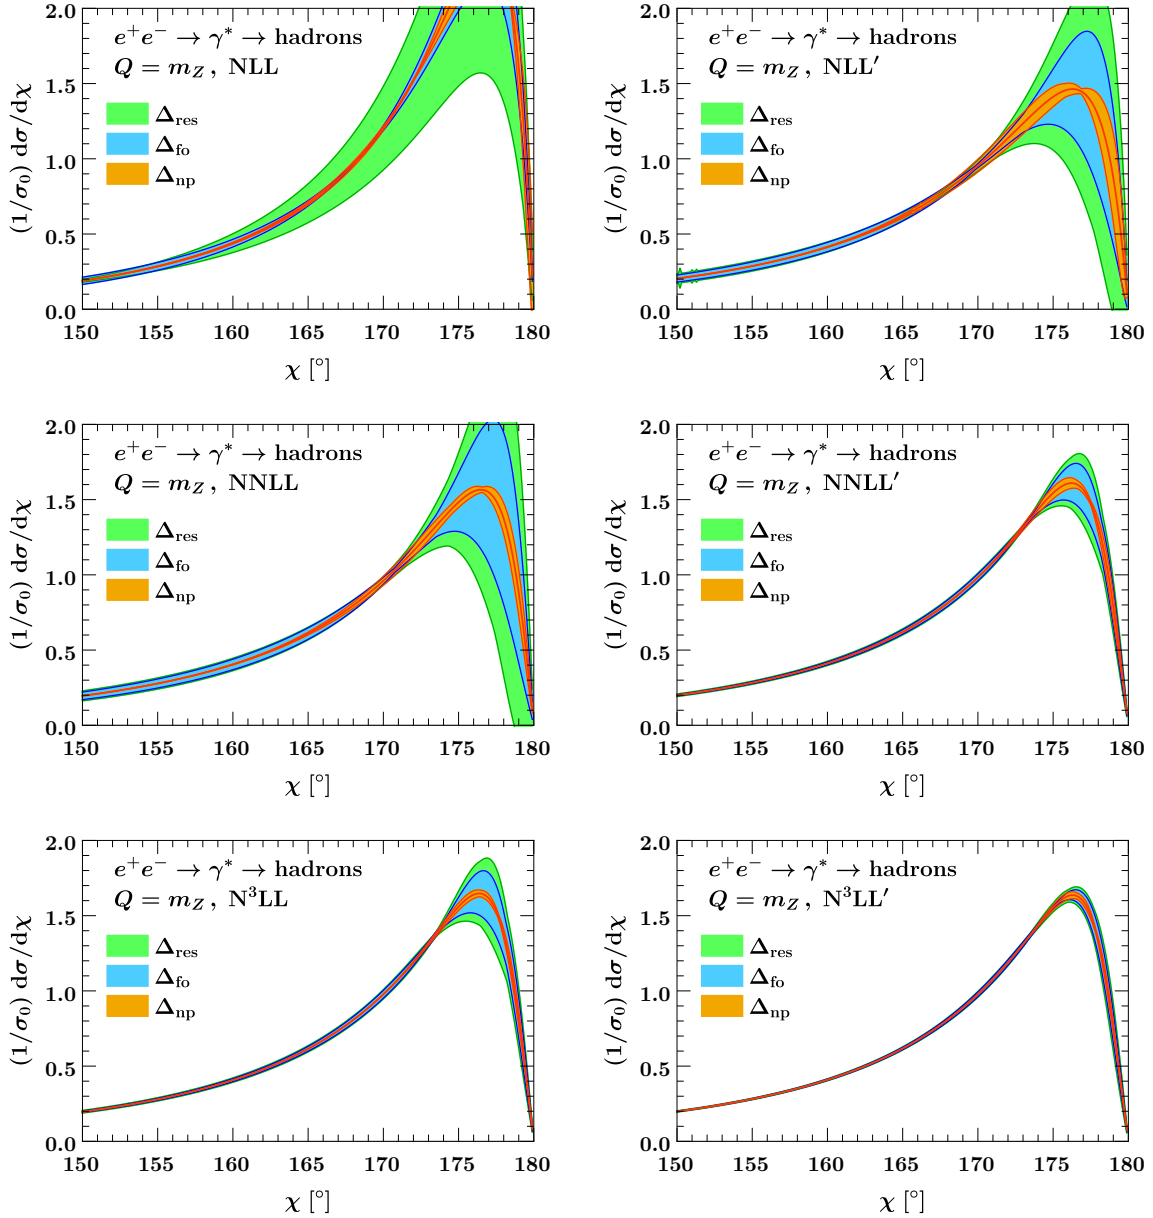 2.0
1.5
1.0
0.5
0.0
(1/σ₀) dσ/dχ
e⁺e⁻ → γ* → hadrons
Q = m_Z , NLL
Δ_res
Δ_fo
Δ_np
150 155 160 165 170 175 180
χ [°]
2.0
1.5
1.0
0.5
0.0
(1/σ₀) dσ/dχ
e⁺e⁻ → γ* → hadrons
Q = m_Z , NLL′
Δ_res
Δ_fo
Δ_np
150 155 160 165 170 175 180
χ [°]
2.0
1.5
1.0
0.5
0.0
(1/σ₀) dσ/dχ
e⁺e⁻ → γ* → hadrons
Q = m_Z , NNLL
Δ_res
Δ_fo
Δ_np
150 155 160 165 170 175 180
χ [°]
2.0
1.5
1.0
0.5
0.0
(1/σ₀) dσ/dχ
e⁺e⁻ → γ* → hadrons
Q = m_Z , NNLL′
Δ_res
Δ_fo
Δ_np
150 155 160 165 170 175 180
χ [°]
2.0
1.5
1.0
0.5
0.0
(1/σ₀) dσ/dχ
e⁺e⁻ → γ* → hadrons
Q = m_Z , N³LL
Δ_res
Δ_fo
Δ_np
150 155 160 165 170 175 180
χ [°]
2.0
1.5
1.0
0.5
0.0
(1/σ₀) dσ/dχ
e⁺e⁻ → γ* → hadrons
Q = m_Z , N³LL′
Δ_res
Δ_fo
Δ_np
150 155 160 165 170 175 180
χ [°]